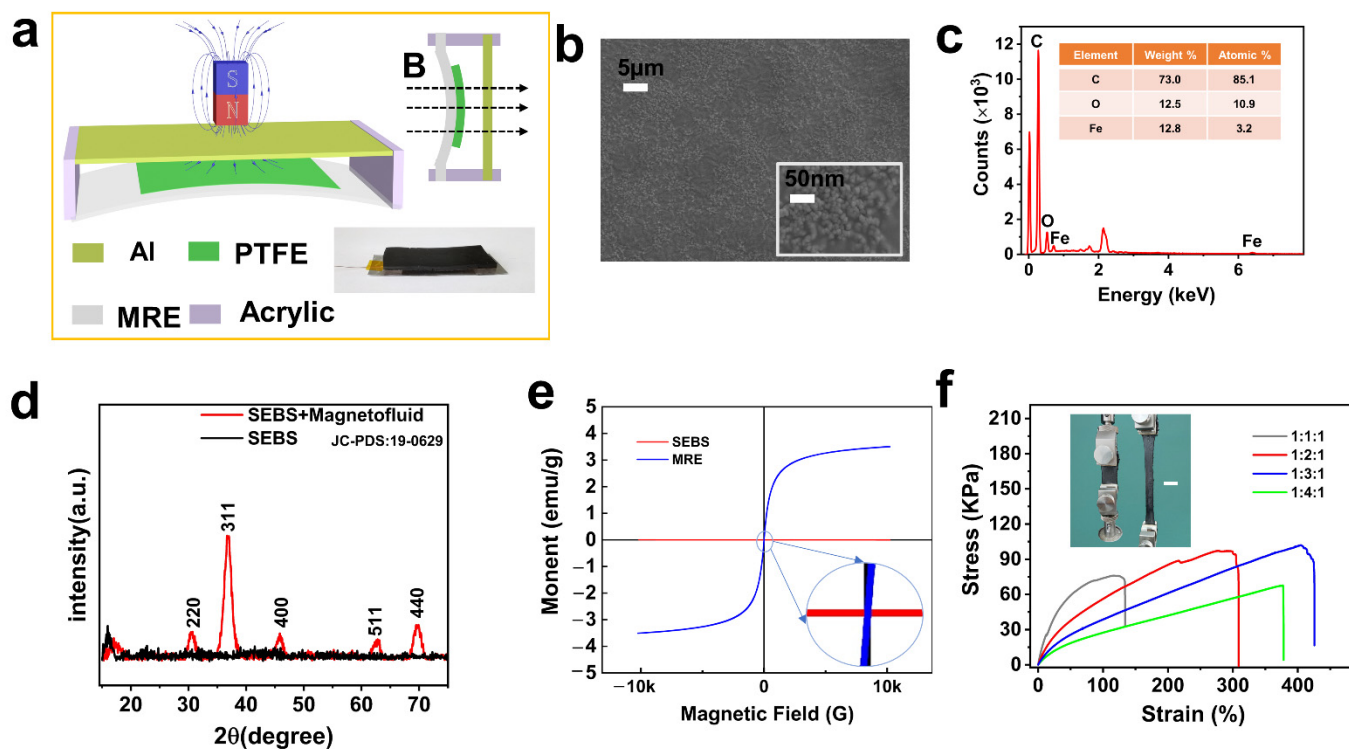 a
S
N
B
Al
PTFE
MRE
Acrylic
b
5μm
50nm
c
C
O
Fe
Fe
Element Weight % Atomic %
C 73.0 85.1
O 12.5 10.9
Fe 12.8 3.2
Counts (×10³)
12
10
8
6
4
2
0
0 2 4 6
Energy (keV)
d
SEBS+Magnetofluid
SEBS JC-PDS:19-0629
220
311
400
511
440
intensity(a.u.)
20 30 40 50 60 70
2θ(degree)
e
SEBS
MRE
Monent (emu/g)
5
4
3
2
1
0
−1
−2
−3
−4
−5
−10k 0 10k
Magnetic Field (G)
f
1:1:1
1:2:1
1:3:1
1:4:1
Stress (KPa)
210
180
150
120
90
60
30
0
0 100 200 300 400
Strain (%)